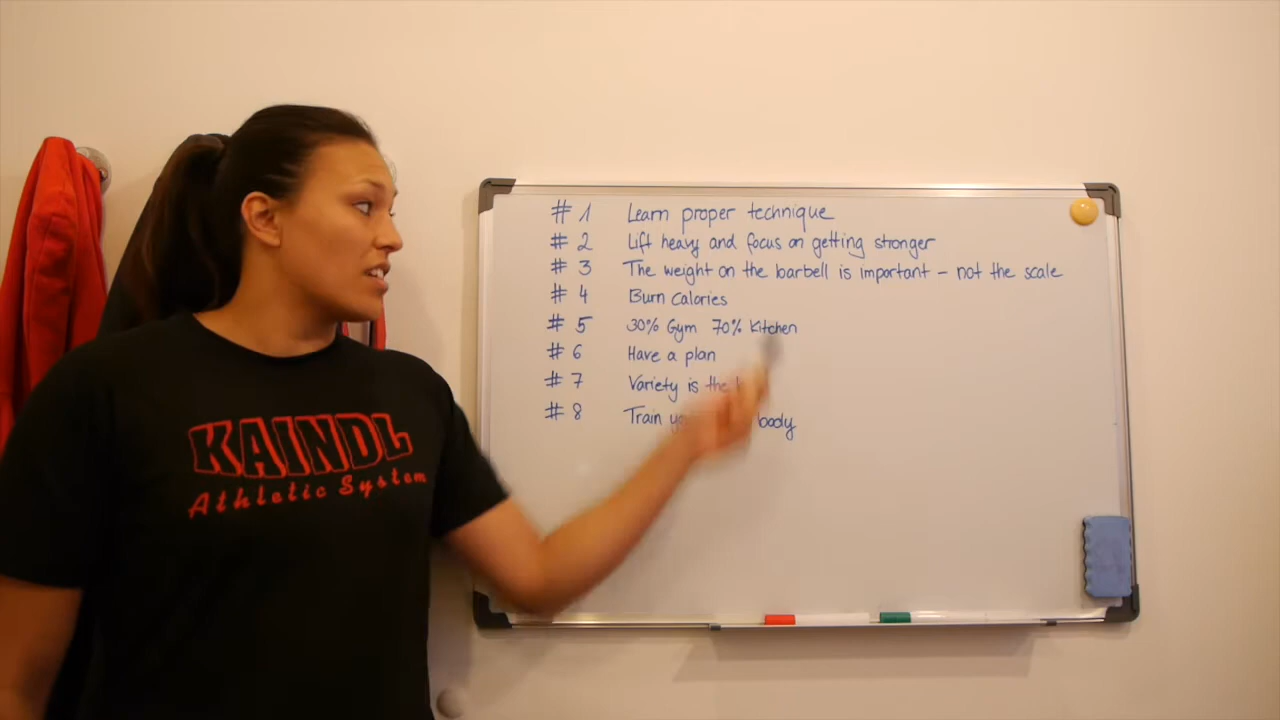 KAINDL
Athletic System
#1 Learn proper technique
#2 Lift heavy and focus on getting stronger
#3 The weight on the barbell is important - not the scale
#4 Burn Calories
#5 30% Gym 70% Kitchen
#6 Have a plan
#7 Variety is the
#8 Train body